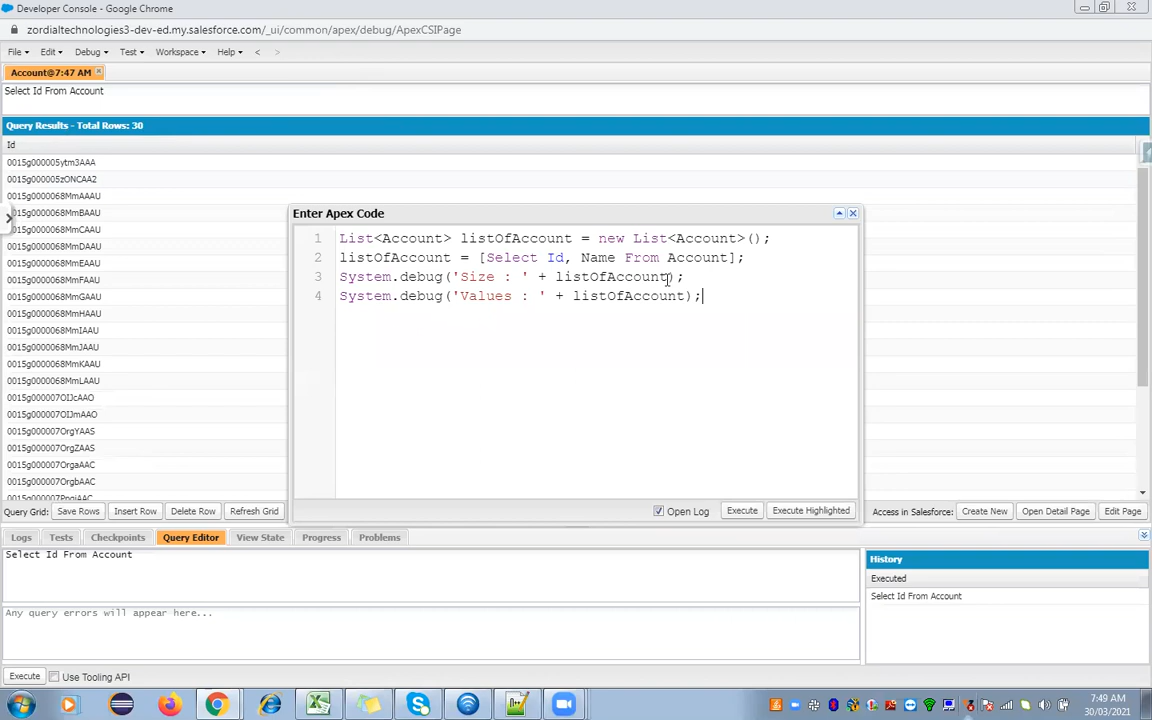 Developer Console - Google Chrome
zordialtechnologies3-dev-ed.my.salesforce.com/_ui/common/apex/debug/ApexCSIPage
File Edit Debug Test Workspace Help < >
Account@7:47 AM
Select Id From Account
Query Results - Total Rows: 30
Id
0015g000005ytm3AAA
0015g000005zONCAA2
0015g0000068MmAAAU
0015g0000068MmBAAU
0015g0000068MmCAAU
0015g0000068MmDAAU
0015g0000068MmEAAU
0015g0000068MmFAAU
0015g0000068MmGAAU
0015g0000068MmHAAU
0015g0000068MmIAAU
0015g0000068MmJAAU
0015g0000068MmKAAU
0015g0000068MmLAAU
0015g000007OIJcAAO
0015g000007OIJmAAO
0015g000007OrgYAAS
0015g000007OrgZAAS
0015g000007OrgaAAC
0015g000007OrgbAAC
0015g000007PnqiAAC
Enter Apex Code
1 List<Account> listOfAccount = new List<Account>();
2 listOfAccount = [Select Id, Name From Account];
3 System.debug('Size : ' + listOfAccount);
4 System.debug('Values : ' + listOfAccount);
Open Log Execute Execute Highlighted
Query Grid: Save Rows Insert Row Delete Row Refresh Grid Access in Salesforce: Create New Open Detail Page Edit Page
Logs Tests Checkpoints Query Editor View State Progress Problems
Select Id From Account
Any query errors will appear here...
History
Executed
Select Id From Account
Execute Use Tooling API
7:49 AM
30/03/2021